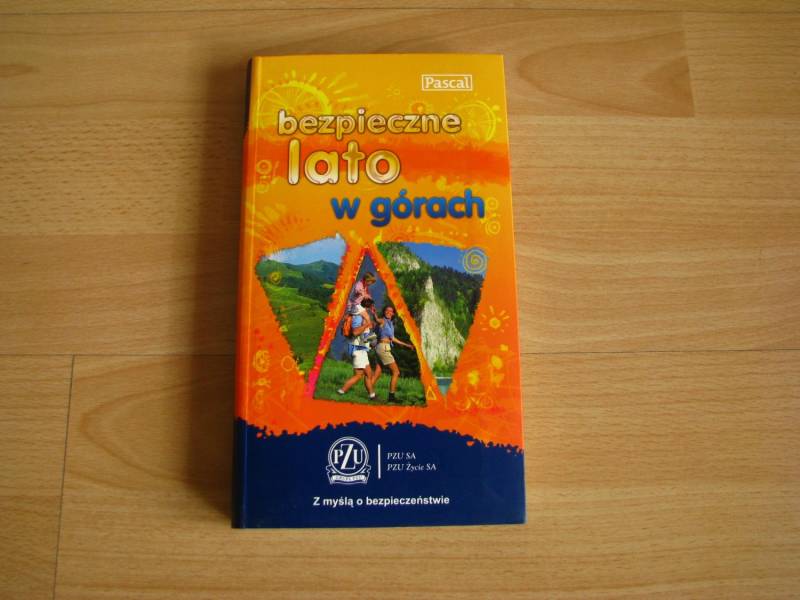 Pascal
bezpieczne
lato
w górach
PZU
PZU SA
PZU Życie SA
Z myślą o bezpieczeństwie